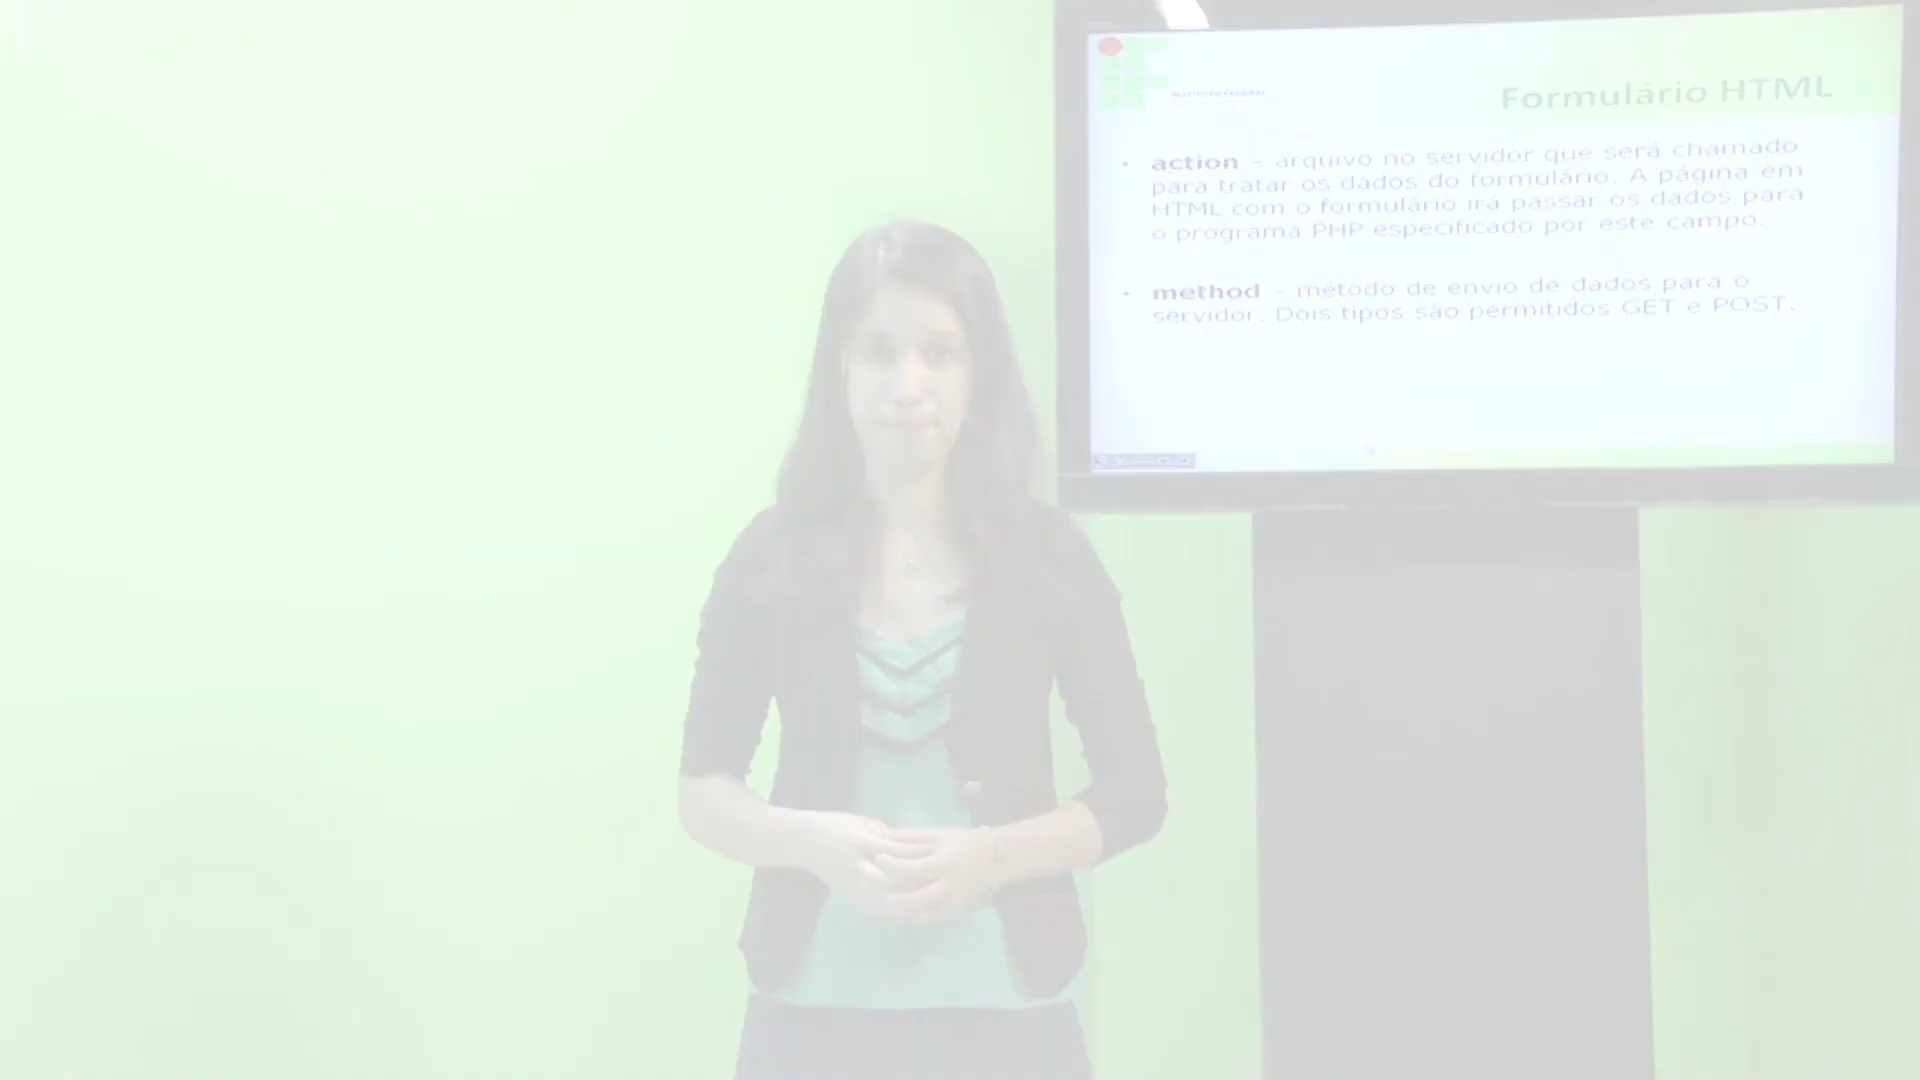 INSTITUTO FEDERAL
Formulário HTML
• action – arquivo no servidor que será chamado
para tratar os dados do formulário. A página em
HTML com o formulário irá passar os dados para
o programa PHP especificado por este campo.
• method – método de envio de dados para o
servidor. Dois tipos são permitidos GET e POST.